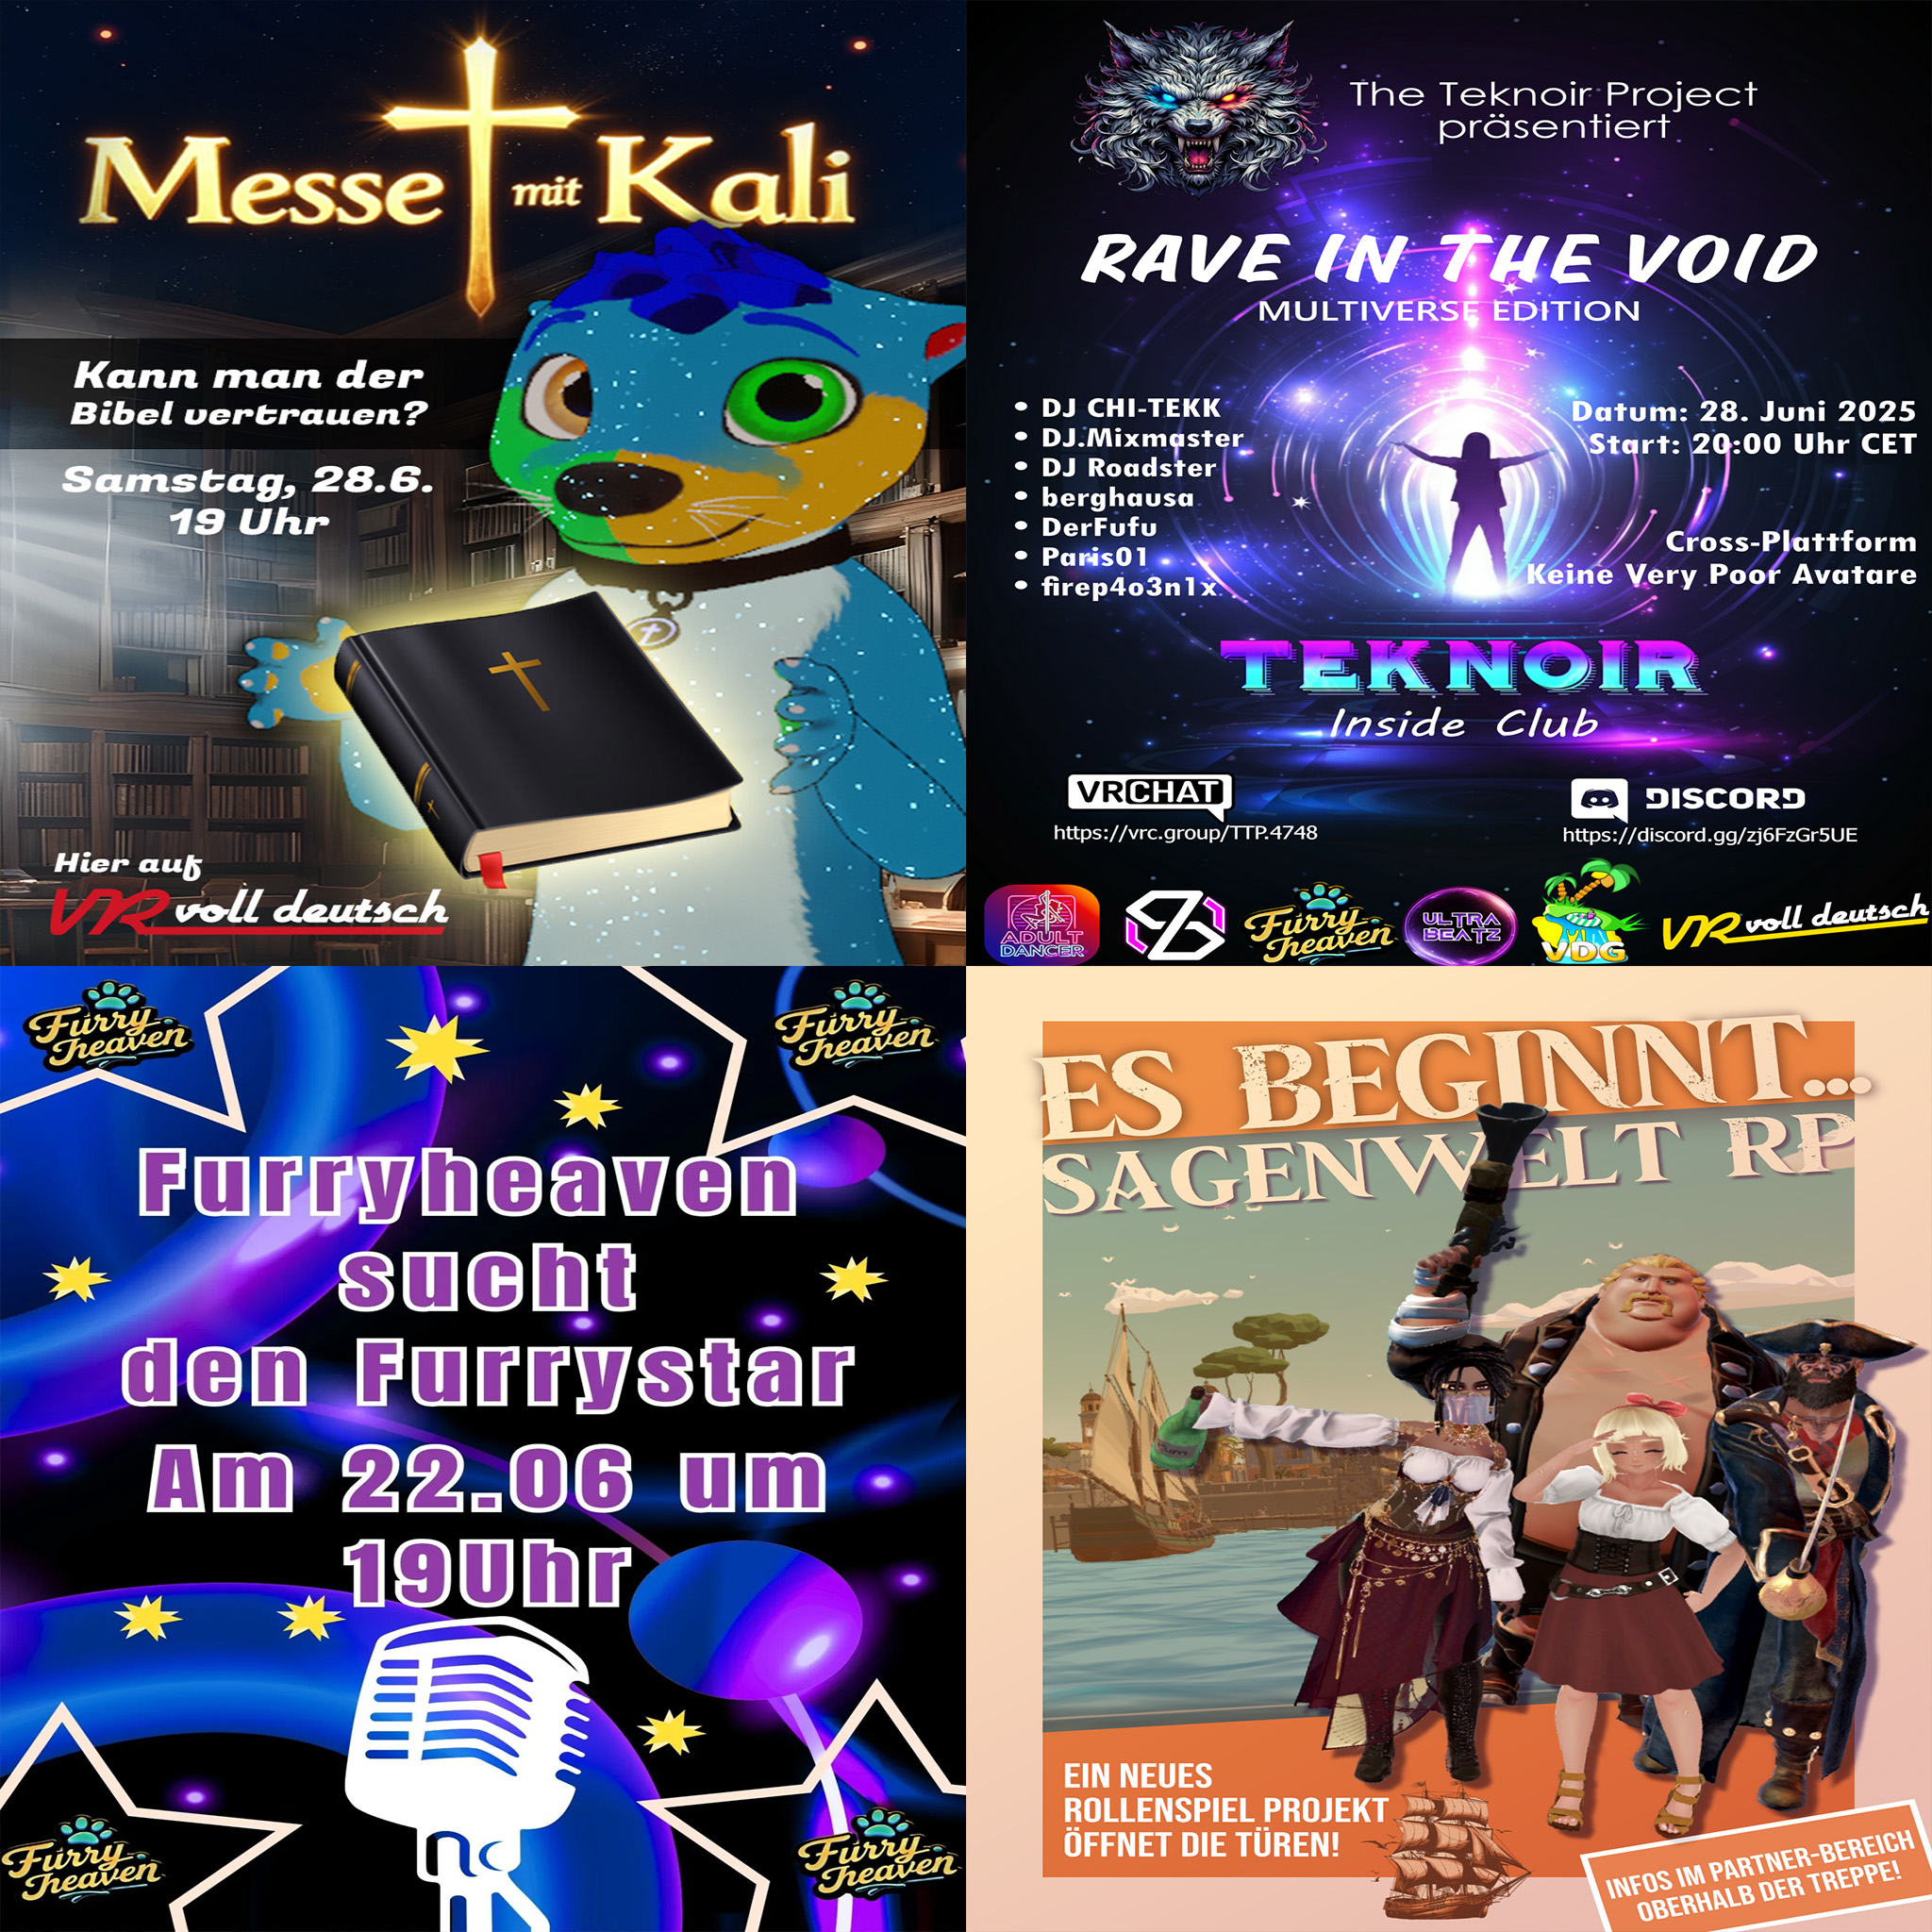 Messe mit Kali
Kann man der
Bibel vertrauen?
Samstag, 28.6.
19 Uhr
Hier auf
VR voll deutsch
The Teknoir Project
präsentiert
RAVE IN THE VOID
MULTIVERSE EDITION
• DJ CHI-TEKK
• DJ.Mixmaster
• DJ Roadster
• berghausa
• DerFufu
• Paris01
• firep4o3n1x
Datum: 28. Juni 2025
Start: 20:00 Uhr CET
Cross-Plattform
Keine Very Poor Avatare
TEKNOIR
Inside Club
VRCHAT
https://vrc.group/TTP.4748
DISCORD
https://discord.gg/zj6FzGr5UE
ADULT
DANCER
Furry
heaven
ULTRA
BEATZ
VDG
VR voll deutsch
Furry
heaven
Furry
heaven
Furryheaven
sucht
den Furrystar
Am 22.06 um
19Uhr
Furry
heaven
Furry
heaven
ES BEGINNT...
SAGENWELT RP
EIN NEUES
ROLLENSPIEL PROJEKT
ÖFFNET DIE TÜREN!
INFOS IM PARTNER-BEREICH
OBERHALB DER TREPPE!